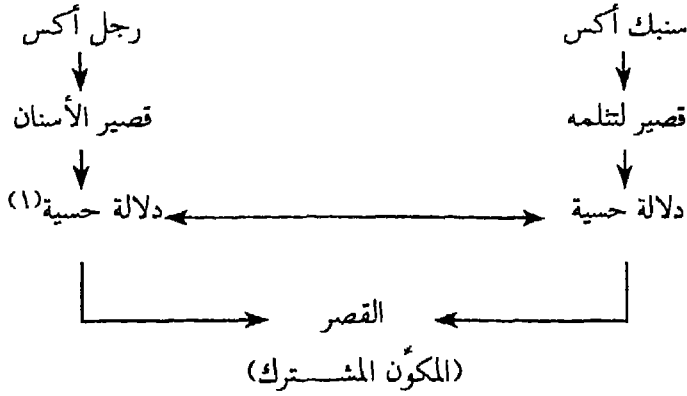 سنبك أكس
رجل أكس
قصير لتثلمه
قصير الأسنان
دلالة حسية
دلالة حسية(١)
القصر
(المكوِّن المشترك)